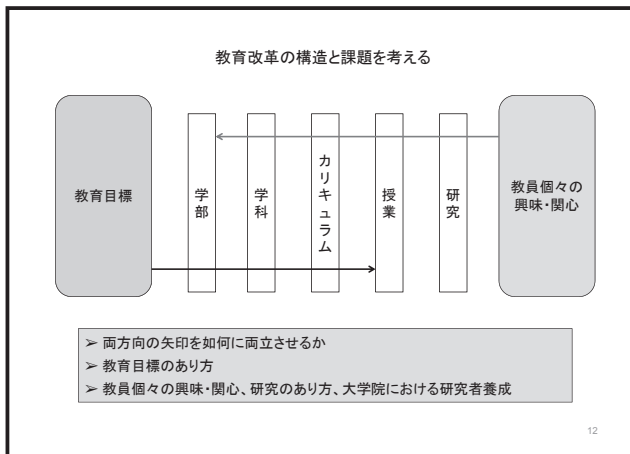 教育改革の構造と課題を考える
教育目標
学部
学科
カリキュラム
授業
研究
教員個々の
興味・関心
➢ 両方向の矢印を如何に両立させるか
➢ 教育目標のあり方
➢ 教員個々の興味・関心、研究のあり方、大学院における研究者養成
12